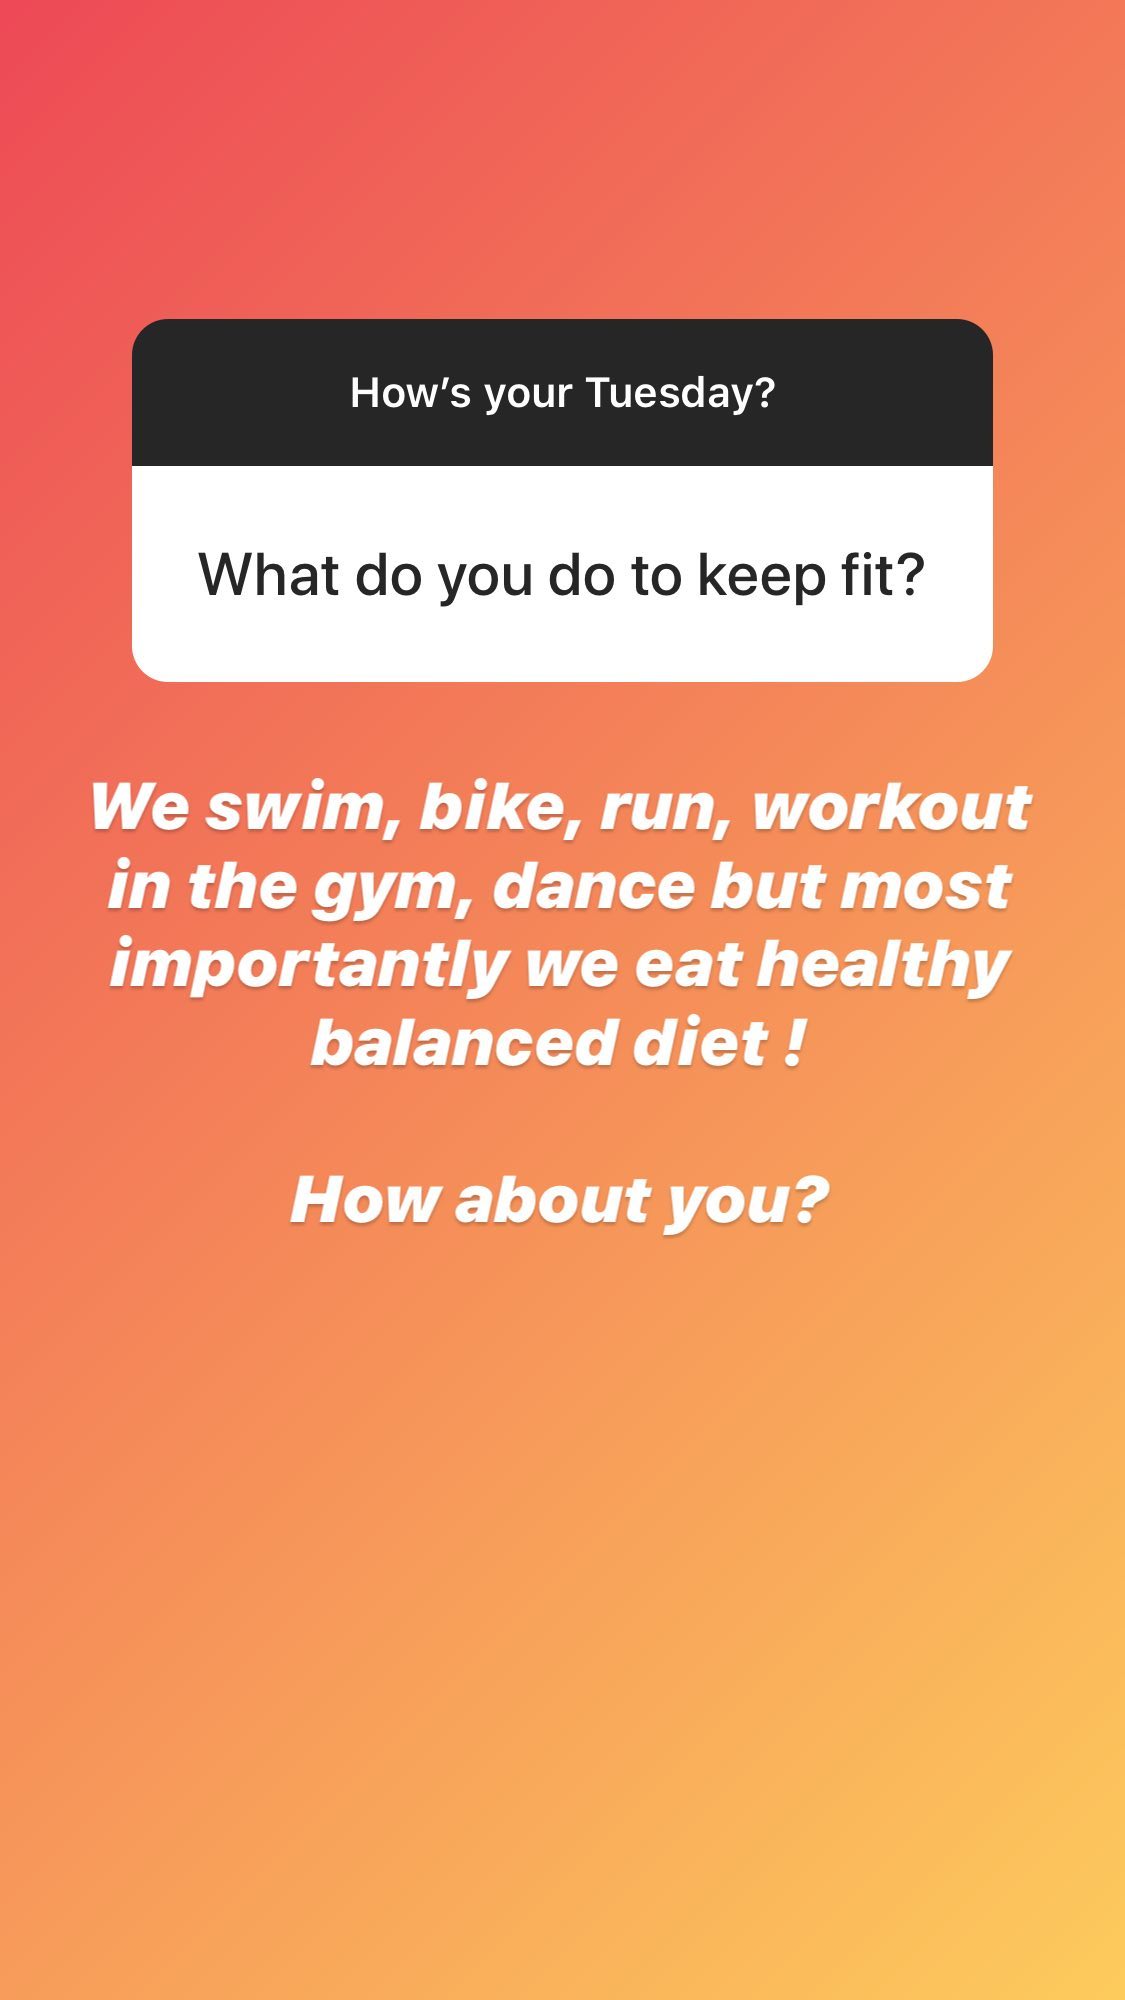 How’s your Tuesday?
What do you do to keep fit?
We swim, bike, run, workout
in the gym, dance but most
importantly we eat healthy
balanced diet !
How about you?